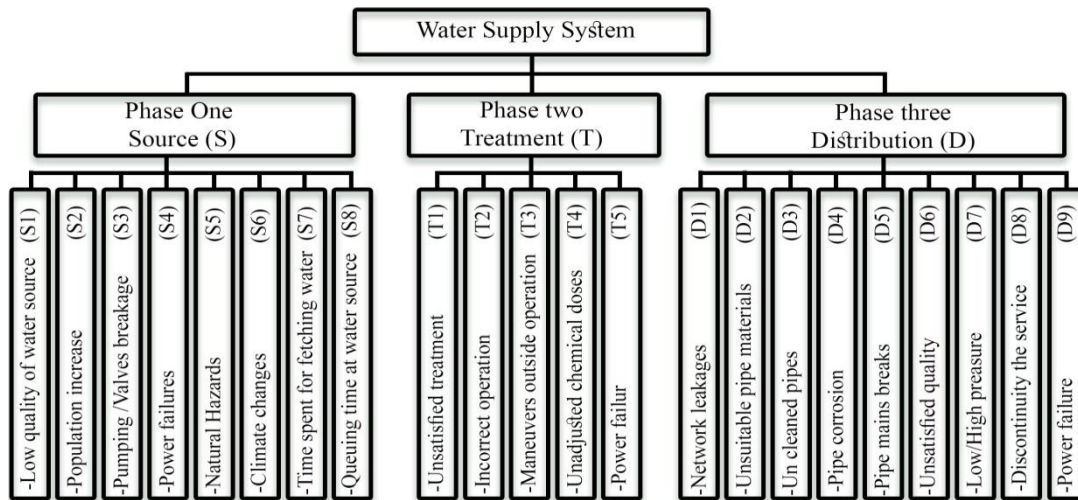 Water Supply System
Phase One
Source (S)
Phase two
Treatment (T)
Phase three
Distribution (D)
-Low quality of water source (S1)
-Population increase (S2)
-Pumping /Valves breakage (S3)
-Power failures (S4)
-Natural Hazards (S5)
-Climate changes (S6)
-Time spent for fetching water (S7)
-Queuing time at water source (S8)
-Unsatisfied treatment (T1)
-Incorrect operation (T2)
-Maneuvers outside operation (T3)
-Unadjusted chemical doses (T4)
-Power failur (T5)
-Network leakages (D1)
-Unsuitable pipe materials (D2)
-Un cleaned pipes (D3)
-Pipe corrosion (D4)
-Pipe mains breaks (D5)
-Unsatisfied quality (D6)
-Low/High preasure (D7)
-Discontinuity the service (D8)
-Power failure (D9)